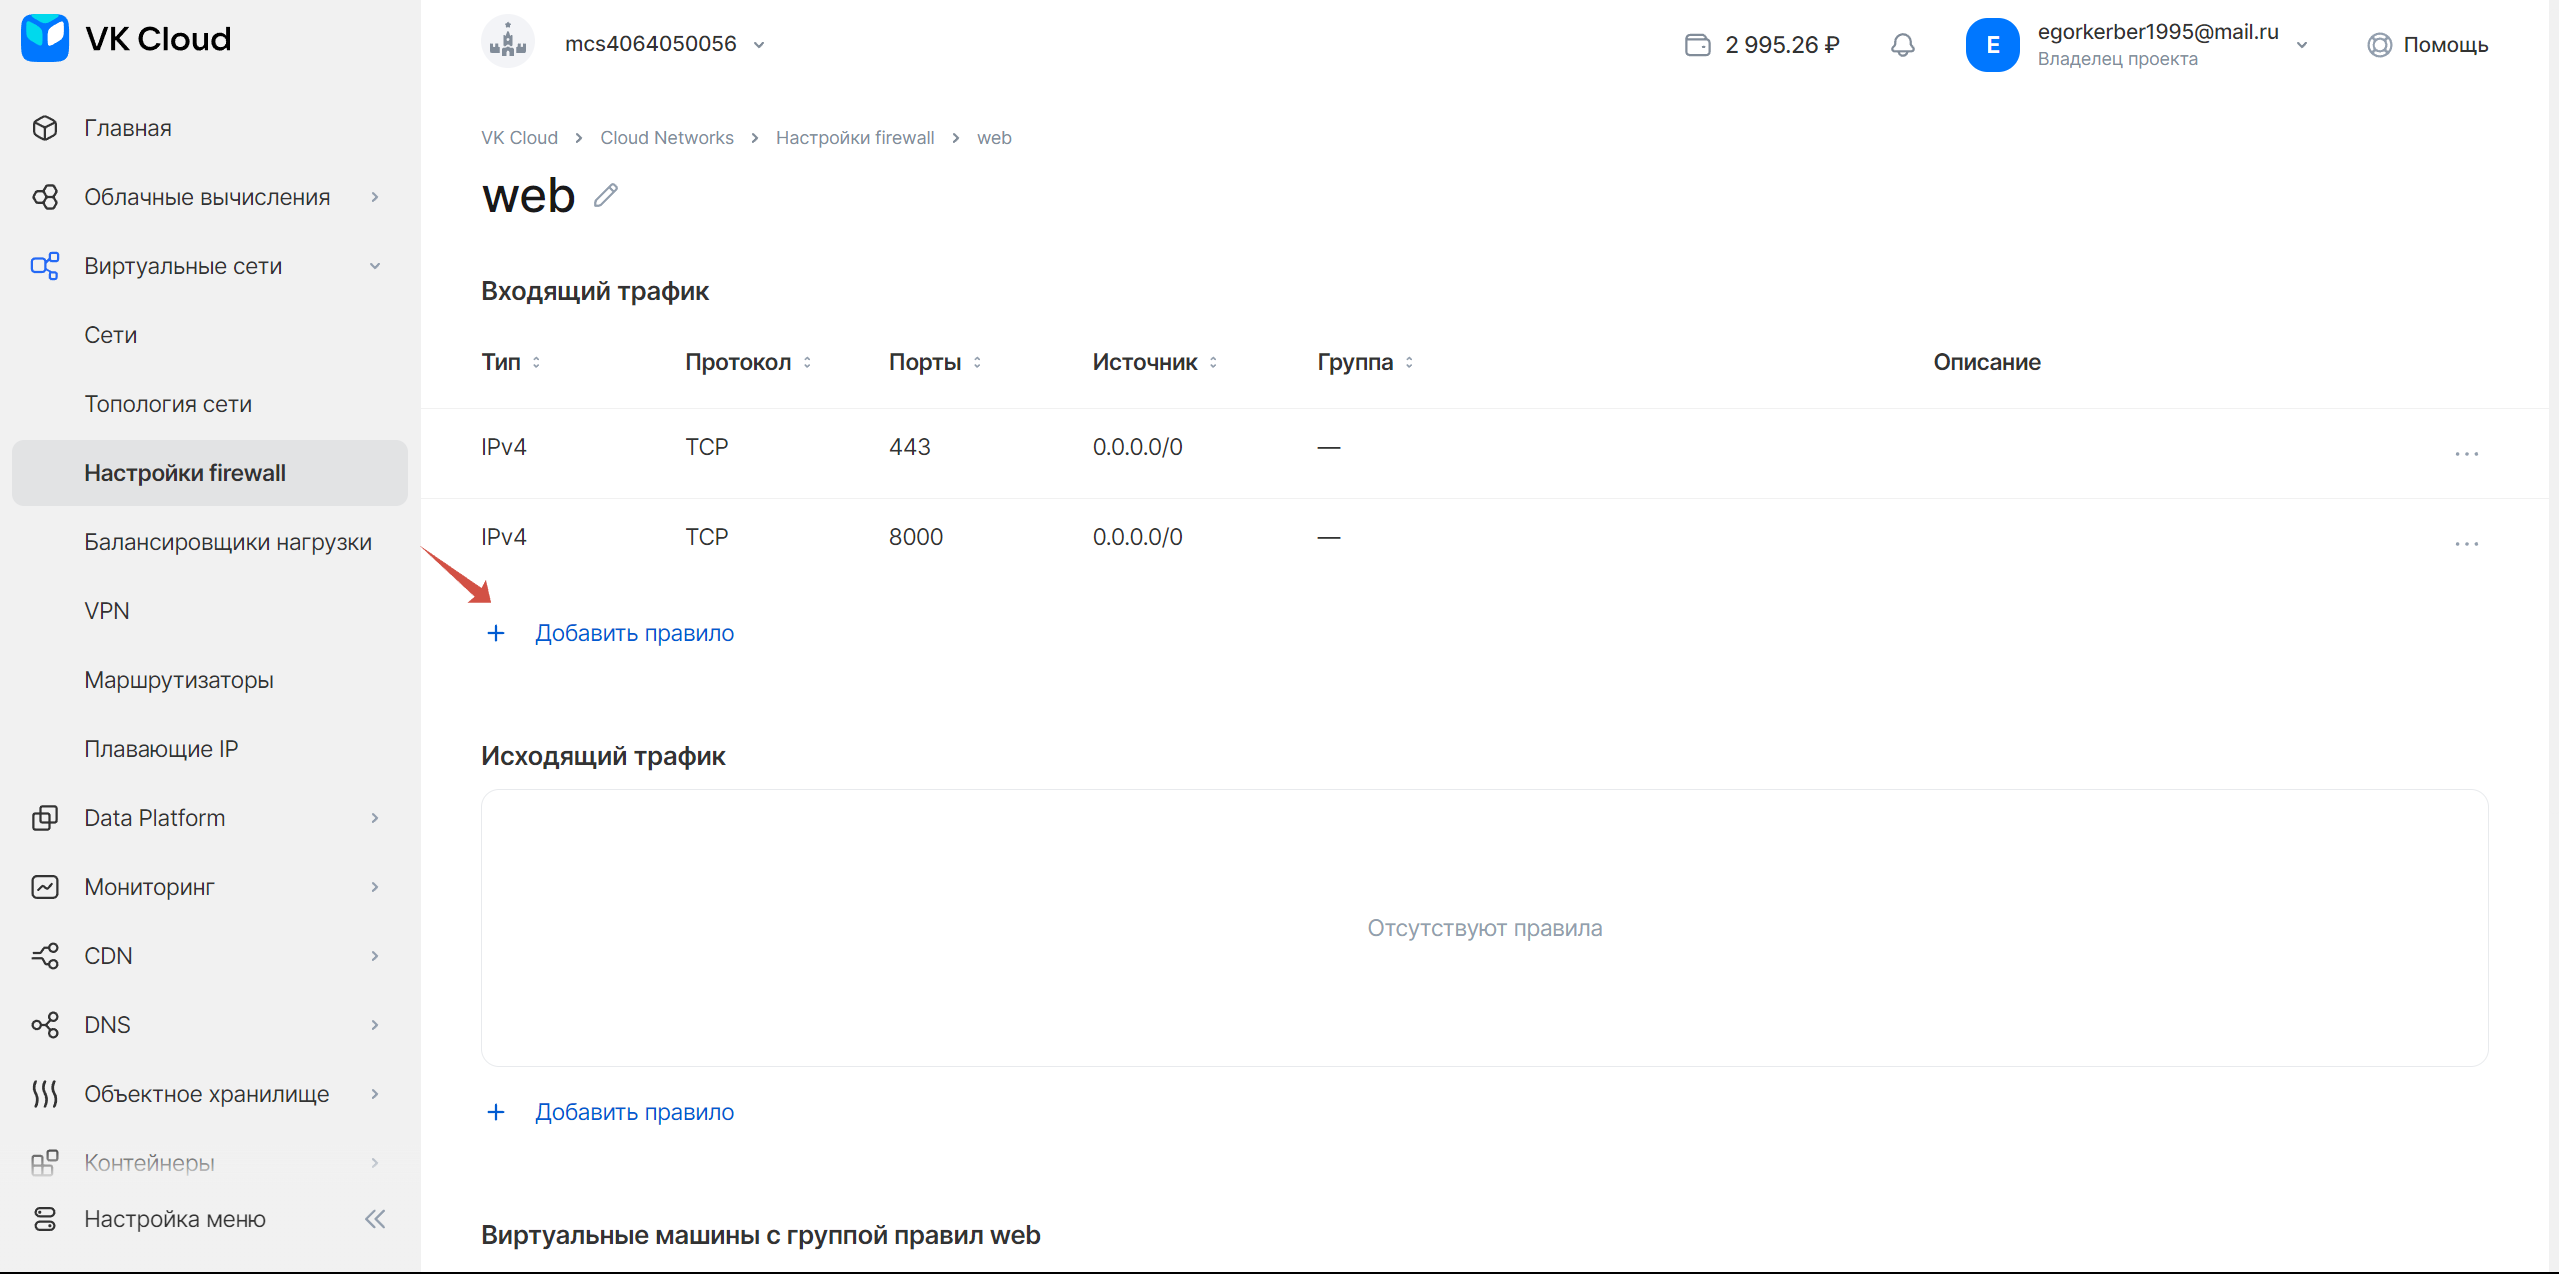 VK Cloud
mcs4064050056
2 995.26 ₽
E
egorkerber1995@mail.ru
Владелец проекта
Помощь
Главная
Облачные вычисления
Виртуальные сети
Сети
Топология сети
Настройки firewall
Балансировщики нагрузки
VPN
Маршрутизаторы
Плавающие IP
Data Platform
Мониторинг
CDN
DNS
Объектное хранилище
Контейнеры
Настройка меню
VK Cloud > Cloud Networks > Настройки firewall > web
web
Входящий трафик
Тип Протокол Порты Источник Группа Описание
IPv4 TCP 443 0.0.0.0/0 —
IPv4 TCP 8000 0.0.0.0/0 —
+ Добавить правило
Исходящий трафик
Отсутствуют правила
+ Добавить правило
Виртуальные машины с группой правил web